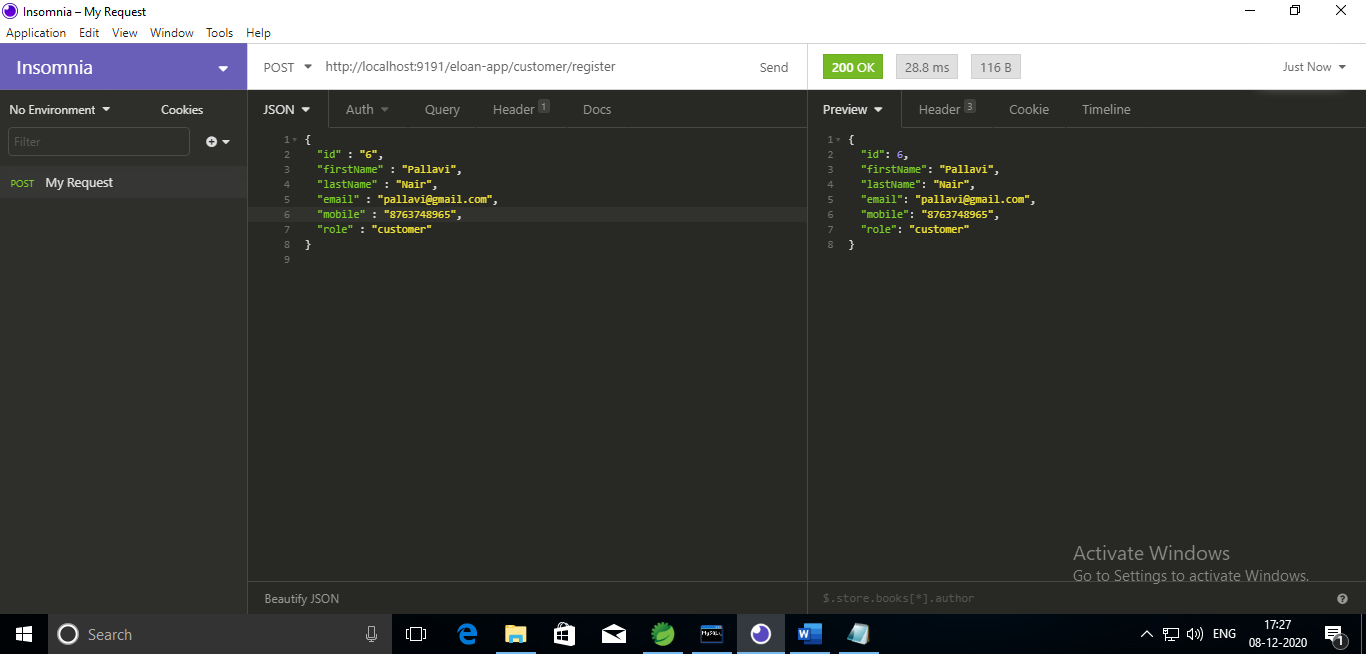 Insomnia – My Request
Application Edit View Window Tools Help
Insomnia
POST http://localhost:9191/eloan-app/customer/register Send
200 OK 28.8 ms 116 B Just Now
No Environment Cookies
JSON Auth Query Header 1 Docs
Preview Header 3 Cookie Timeline
Filter
POST My Request
1 {
2 "id" : "6",
3 "firstName" : "Pallavi",
4 "lastName" : "Nair",
5 "email" : "pallavi@gmail.com",
6 "mobile" : "8763748965",
7 "role" : "customer"
8 }
9
1 {
2 "id": 6,
3 "firstName": "Pallavi",
4 "lastName": "Nair",
5 "email": "pallavi@gmail.com",
6 "mobile": "8763748965",
7 "role": "customer"
8 }
Activate Windows
Go to Settings to activate Windows.
Beautify JSON
$.store.books[*].author
Search
MySQL
ENG
17:27
08-12-2020
1